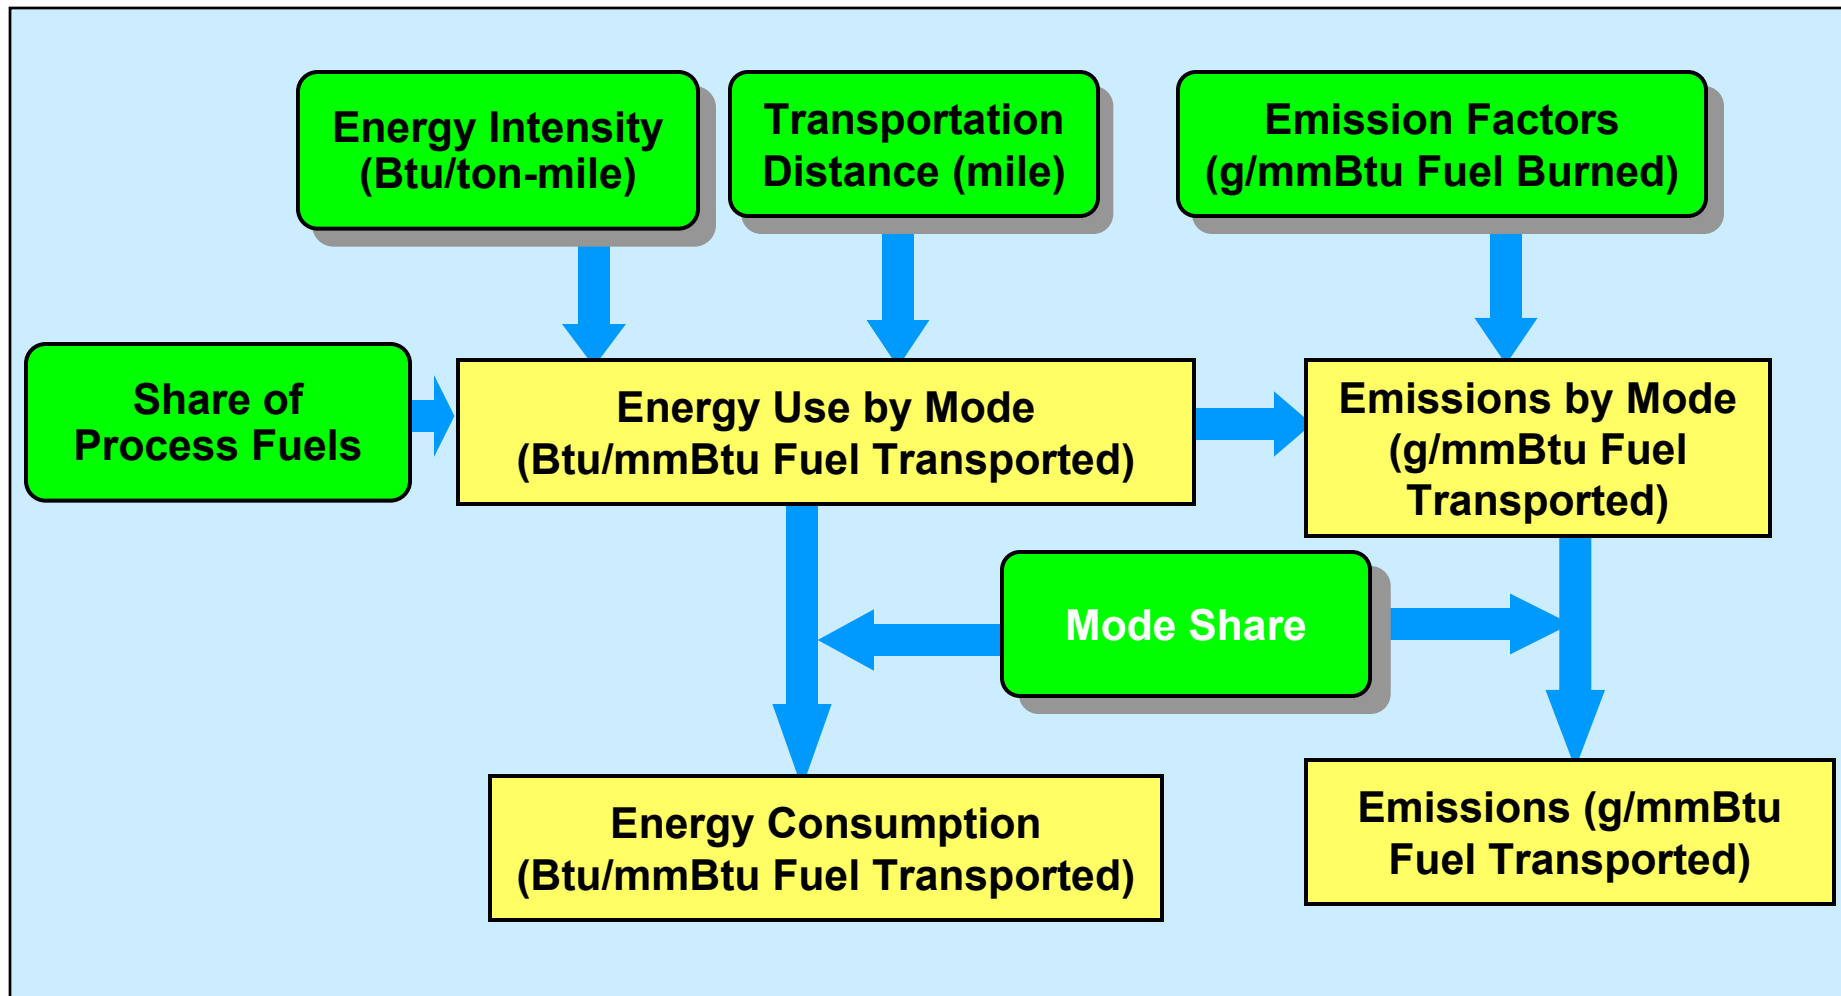 Energy Intensity
(Btu/ton-mile)
Transportation
Distance (mile)
Emission Factors
(g/mmBtu Fuel Burned)
Share of
Process Fuels
Energy Use by Mode
(Btu/mmBtu Fuel Transported)
Emissions by Mode
(g/mmBtu Fuel
Transported)
Mode Share
Energy Consumption
(Btu/mmBtu Fuel Transported)
Emissions (g/mmBtu
Fuel Transported)